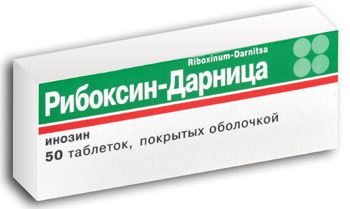 Riboxinum-Darnitsa
Рибоксин-Дарница
инозин
50 таблеток, покрытых оболочкой